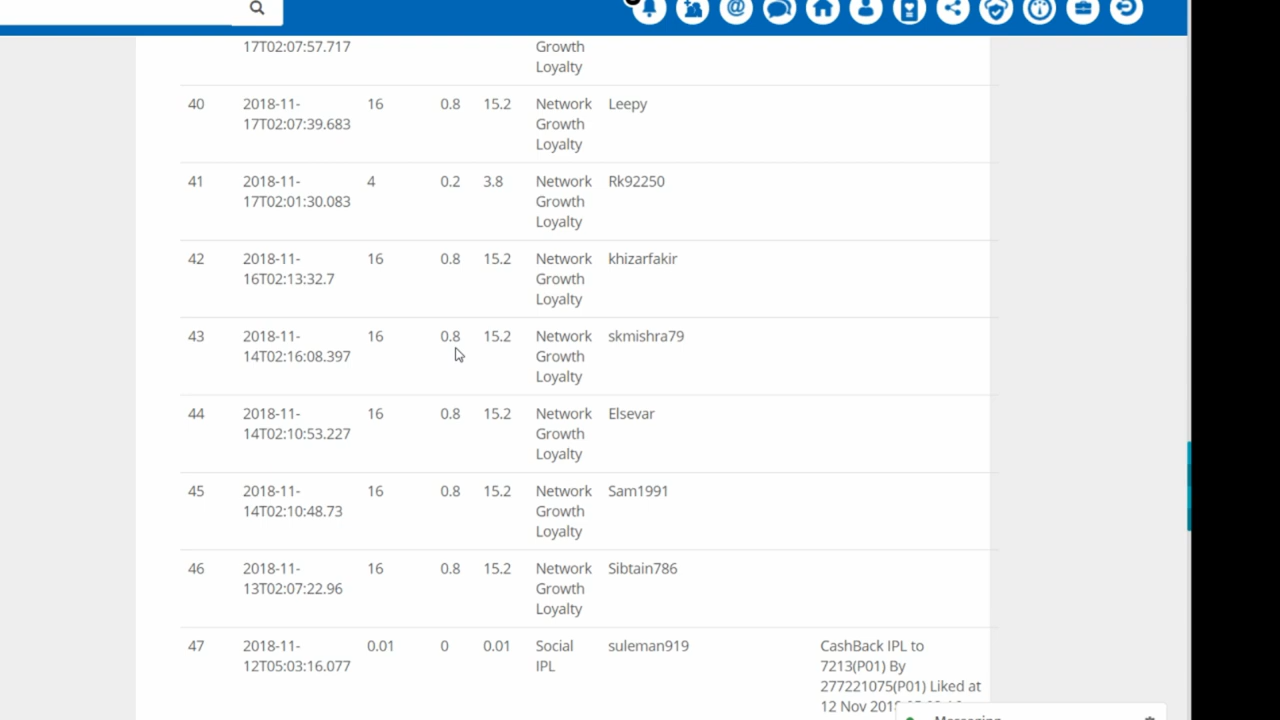 17T02:07:57.717 Growth
Loyalty
40 2018-11- 16 0.8 15.2 Network Leepy
17T02:07:39.683 Growth
Loyalty
41 2018-11- 4 0.2 3.8 Network Rk92250
17T02:01:30.083 Growth
Loyalty
42 2018-11- 16 0.8 15.2 Network khizarfakir
16T02:13:32.7 Growth
Loyalty
43 2018-11- 16 0.8 15.2 Network skmishra79
14T02:16:08.397 Growth
Loyalty
44 2018-11- 16 0.8 15.2 Network Elsevar
14T02:10:53.227 Growth
Loyalty
45 2018-11- 16 0.8 15.2 Network Sam1991
14T02:10:48.73 Growth
Loyalty
46 2018-11- 16 0.8 15.2 Network Sibtain786
13T02:07:22.96 Growth
Loyalty
47 2018-11- 0.01 0 0.01 Social suleman919 CashBack IPL to
12T05:03:16.077 IPL 7213(P01) By
277221075(P01) Liked at
12 Nov
Messaging